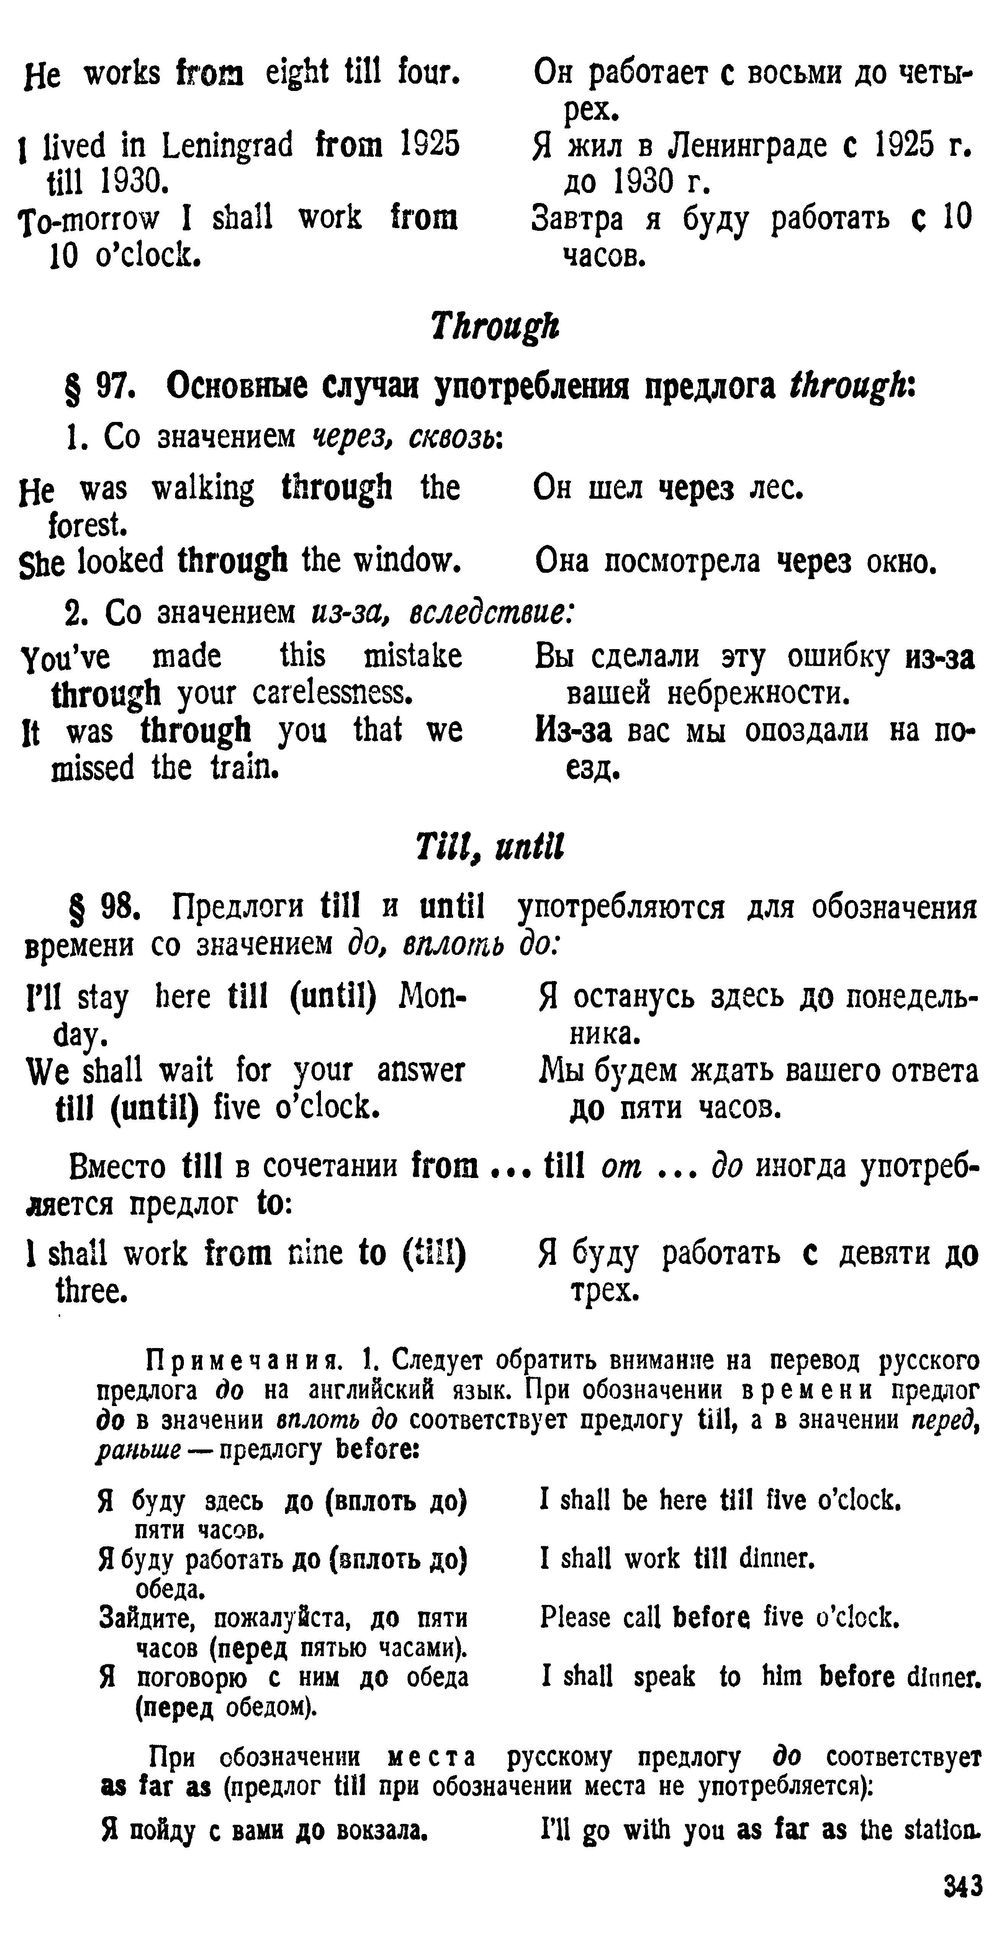 He works from eight till four. Он работает с восьми до четы-
рех.
I lived in Leningrad from 1925 Я жил в Ленинграде с 1925 г.
till 1930. до 1930 г.
To-morrow I shall work from Завтра я буду работать с 10
10 o'clock. часов.
Through
§ 97. Основные случаи употребления предлога through:
1. Со значением через, сквозь:
He was walking through the Он шел через лес.
forest.
She looked through the window. Она посмотрела через окно.
2. Со значением из-за, вследствие:
You've made this mistake Вы сделали эту ошибку из-за
through your carelessness. вашей небрежности.
It was through you that we Из-за вас мы опоздали на по-
missed the train. езд.
Till, until
§ 98. Предлоги till и until употребляются для обозначения
времени со значением до, вплоть до:
I'll stay here till (until) Mon- Я останусь здесь до понедель-
day. ника.
We shall wait for your answer Мы будем ждать вашего ответа
till (until) five o'clock. до пяти часов.
Вместо till в сочетании from ... till от ... до иногда употреб-
ляется предлог to:
I shall work from nine to (till) Я буду работать с девяти до
three. трех.
Примечания. 1. Следует обратить внимание на перевод русского
предлога до на английский язык. При обозначении времени предлог
до в значении вплоть до соответствует предлогу till, а в значении перед,
раньше — предлогу before:
Я буду здесь до (вплоть до) I shall be here till five o'clock.
пяти часов.
Я буду работать до (вплоть до) I shall work till dinner.
обеда.
Зайдите, пожалуйста, до пяти Please call before five o'clock.
часов (перед пятью часами).
Я поговорю с ним до обеда I shall speak to him before dinner.
(перед обедом).
При обозначении места русскому предлогу до соответствует
as far as (предлог till при обозначении места не употребляется):
Я пойду с вами до вокзала. I'll go with you as far as the station.
343